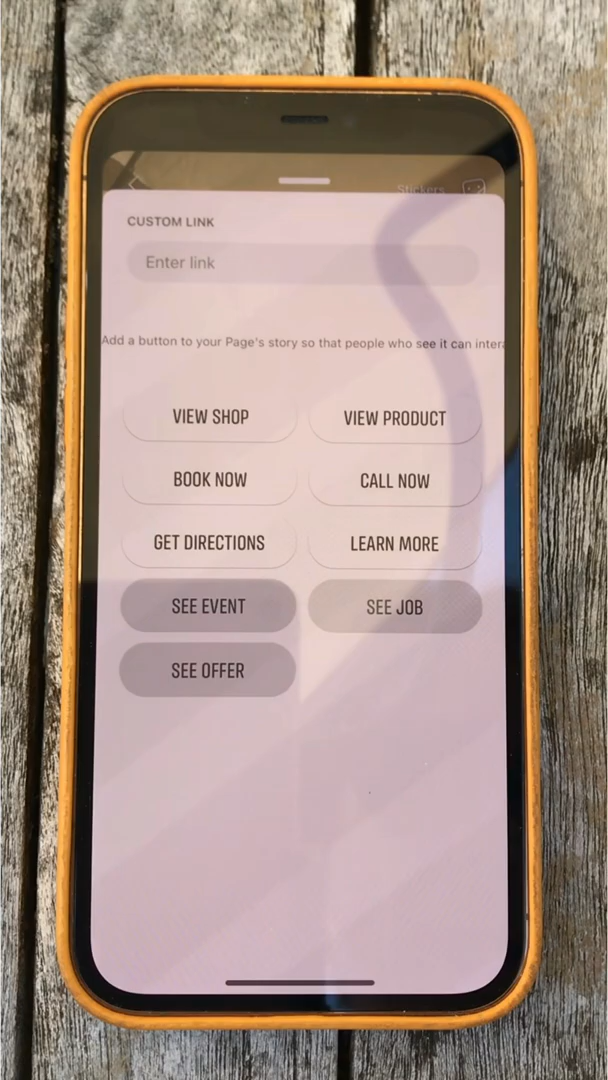 Stickers
CUSTOM LINK
Enter link
Add a button to your Page's story so that people who see it can intera
VIEW SHOP
VIEW PRODUCT
BOOK NOW
CALL NOW
GET DIRECTIONS
LEARN MORE
SEE EVENT
SEE JOB
SEE OFFER